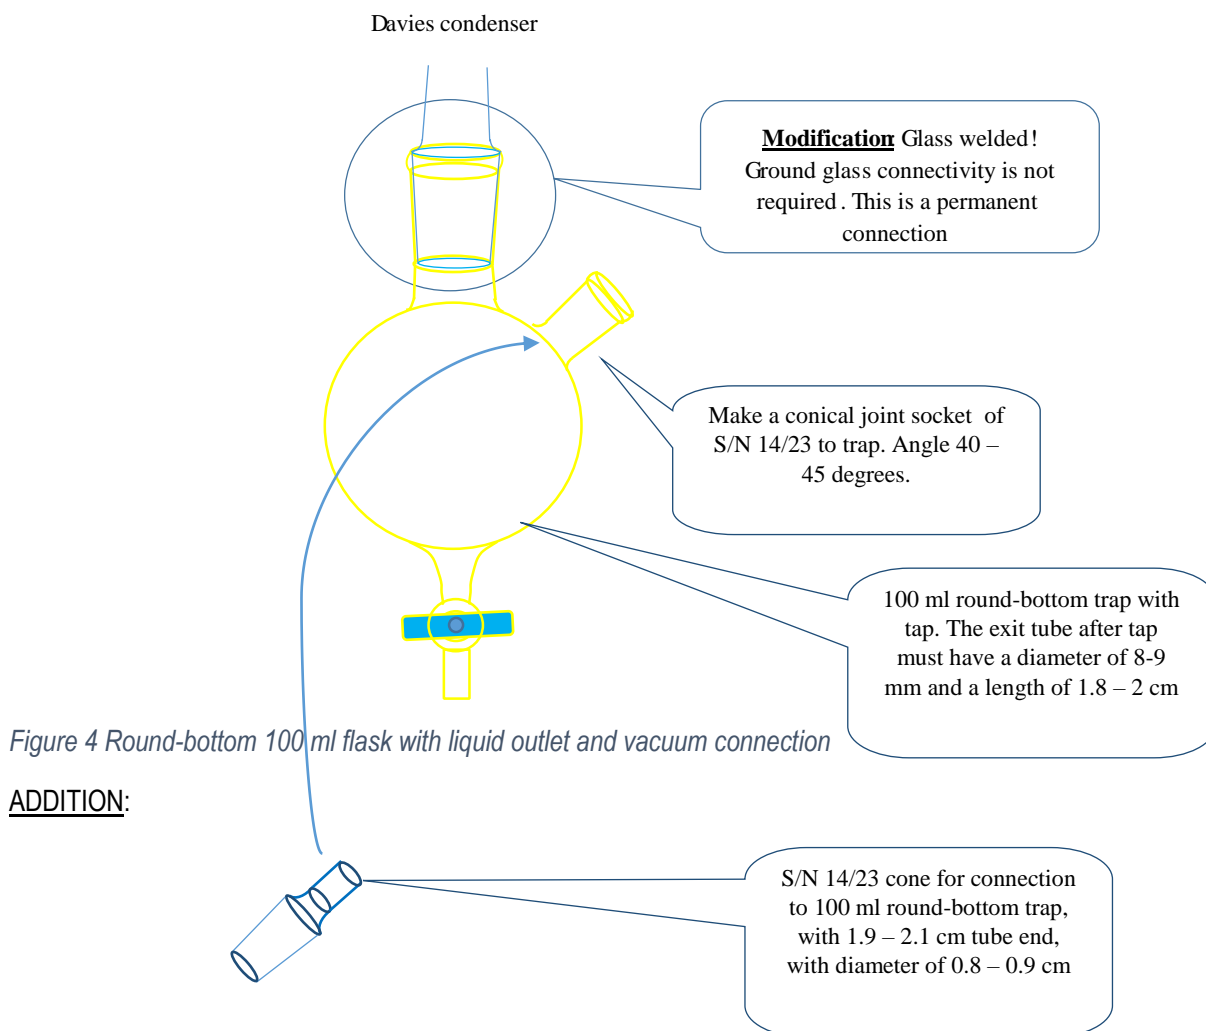 Davies condenser
Modification: Glass welded!
Ground glass connectivity is not
required. This is a permanent
connection
Make a conical joint socket of
S/N 14/23 to trap. Angle 40 –
45 degrees.
100 ml round-bottom trap with
tap. The exit tube after tap
must have a diameter of 8-9
mm and a length of 1.8 – 2 cm
Figure 4 Round-bottom 100 ml flask with liquid outlet and vacuum connection
ADDITION:
S/N 14/23 cone for connection
to 100 ml round-bottom trap,
with 1.9 – 2.1 cm tube end,
with diameter of 0.8 – 0.9 cm